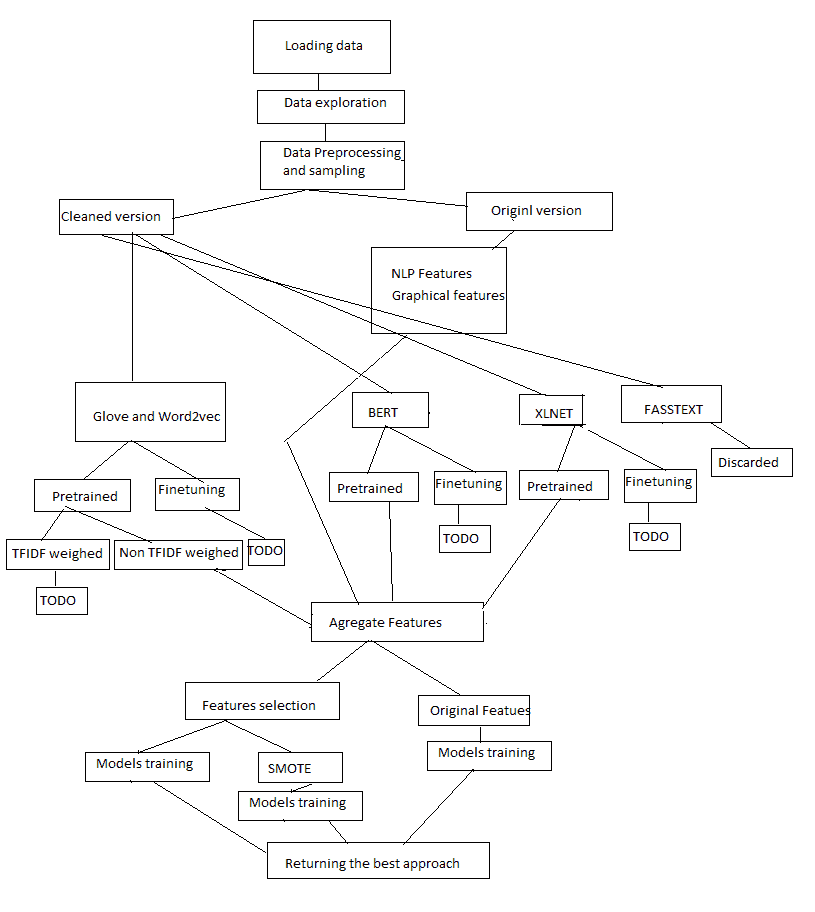 Loading data
Data exploration
Data Preprocessing
and sampling
Cleaned version
Originl version
NLP Features
Graphical features
Glove and Word2vec
BERT
XLNET
FASSTEXT
Discarded
Pretrained
Finetuning
Pretrained
Finetuning
Pretrained
Finetuning
TFIDF weighed
Non TFIDF weighed
TODO
TODO
TODO
TODO
Agregate Features
Features selection
Original Featues
Models training
SMOTE
Models training
Models training
Returning the best approach